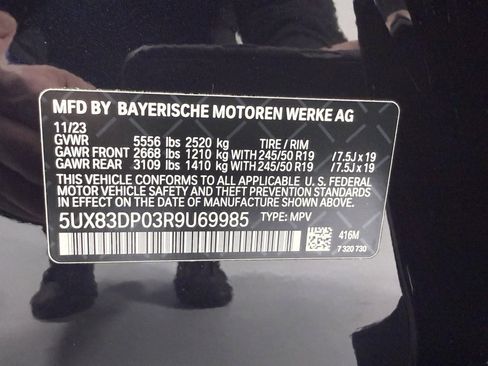 MFD BY BAYERISCHE MOTOREN WERKE AG
11/23
GVWR 5556 lbs 2520 kg TIRE / RIM
GAWR FRONT 2668 lbs 1210 kg WITH 245/50 R19 / 7.5J x 19
GAWR REAR 3109 lbs 1410 kg WITH 245/50 R19 / 7.5J x 19
THIS VEHICLE CONFORMS TO ALL APPLICABLE U. S. FEDERAL
MOTOR VEHICLE SAFETY AND THEFT PREVENTION STANDARDS
IN EFFECT ON THE DATE OF MANUFACTURE SHOWN ABOVE.
5UX83DP03R9U69985 TYPE: MPV
416M
7 320 730